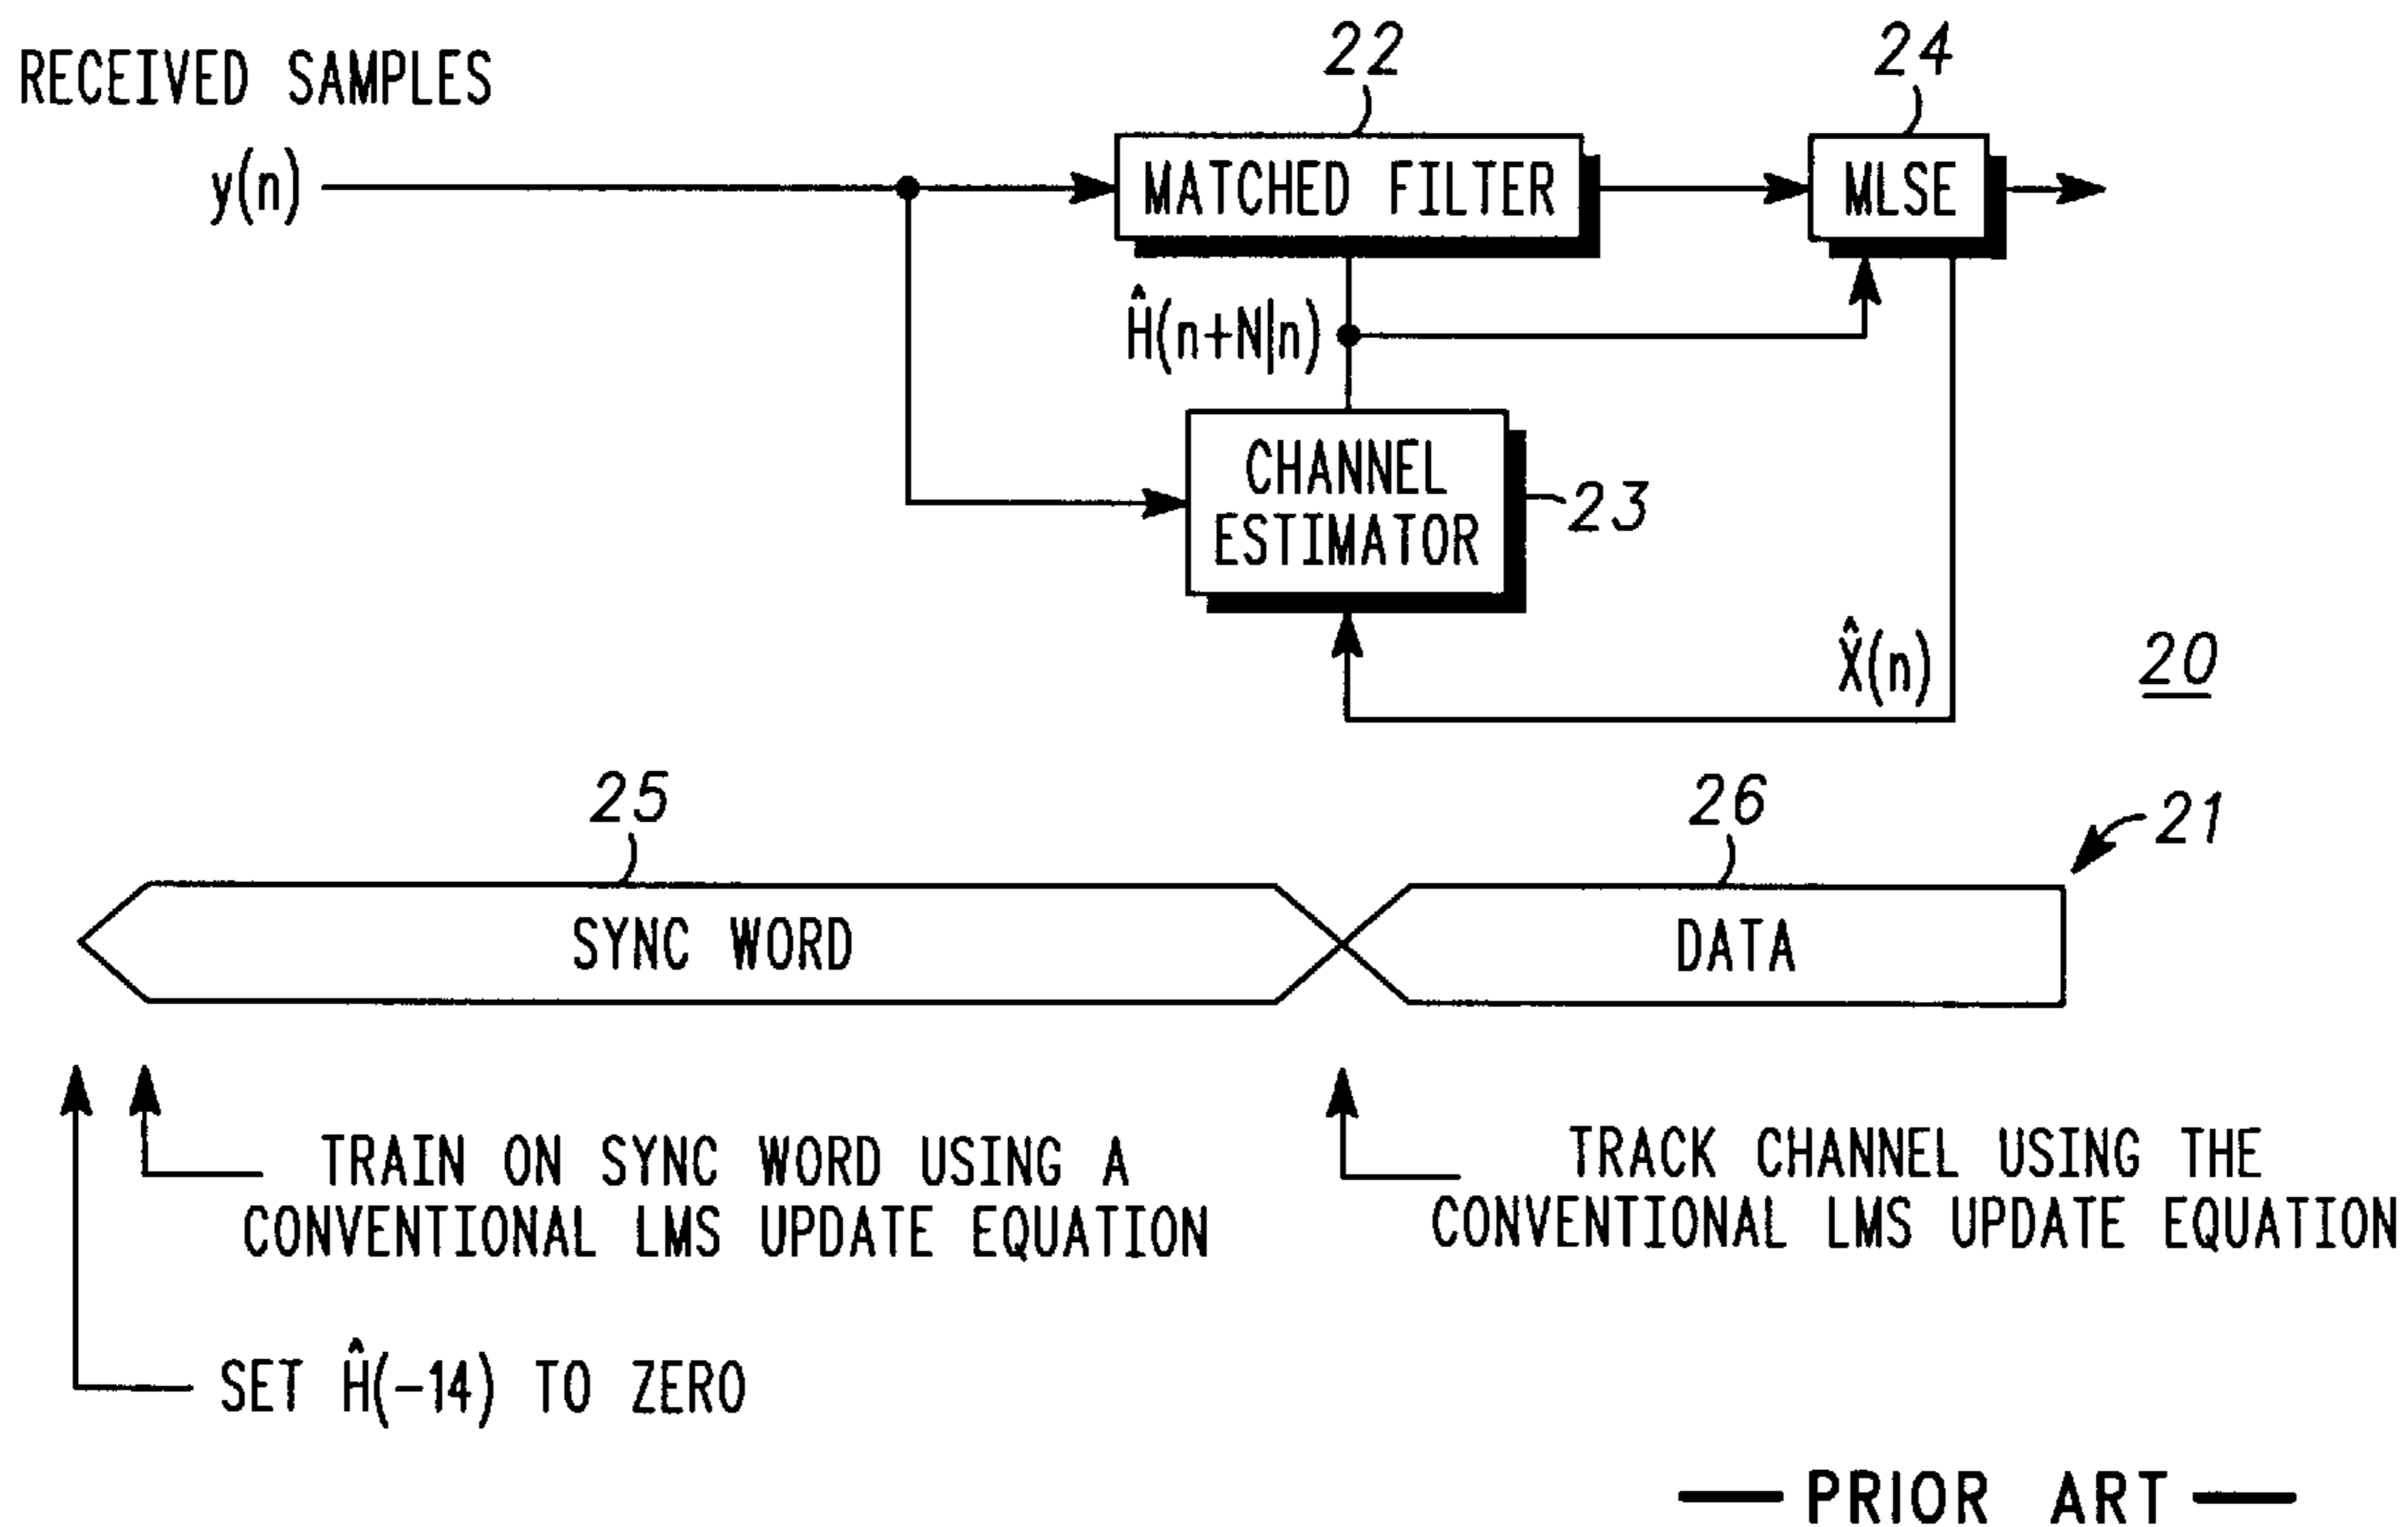 22
24
RECEIVED SAMPLES
y(n)
MATCHED FILTER
MLSE
Ĥ(n+N|n)
CHANNEL
ESTIMATOR
23
X̂(n)
20
25
26
21
SYNC WORD
DATA
TRAIN ON SYNC WORD USING A
CONVENTIONAL LMS UPDATE EQUATION
TRACK CHANNEL USING THE
CONVENTIONAL LMS UPDATE EQUATION
SET Ĥ(−14) TO ZERO
— PRIOR ART —